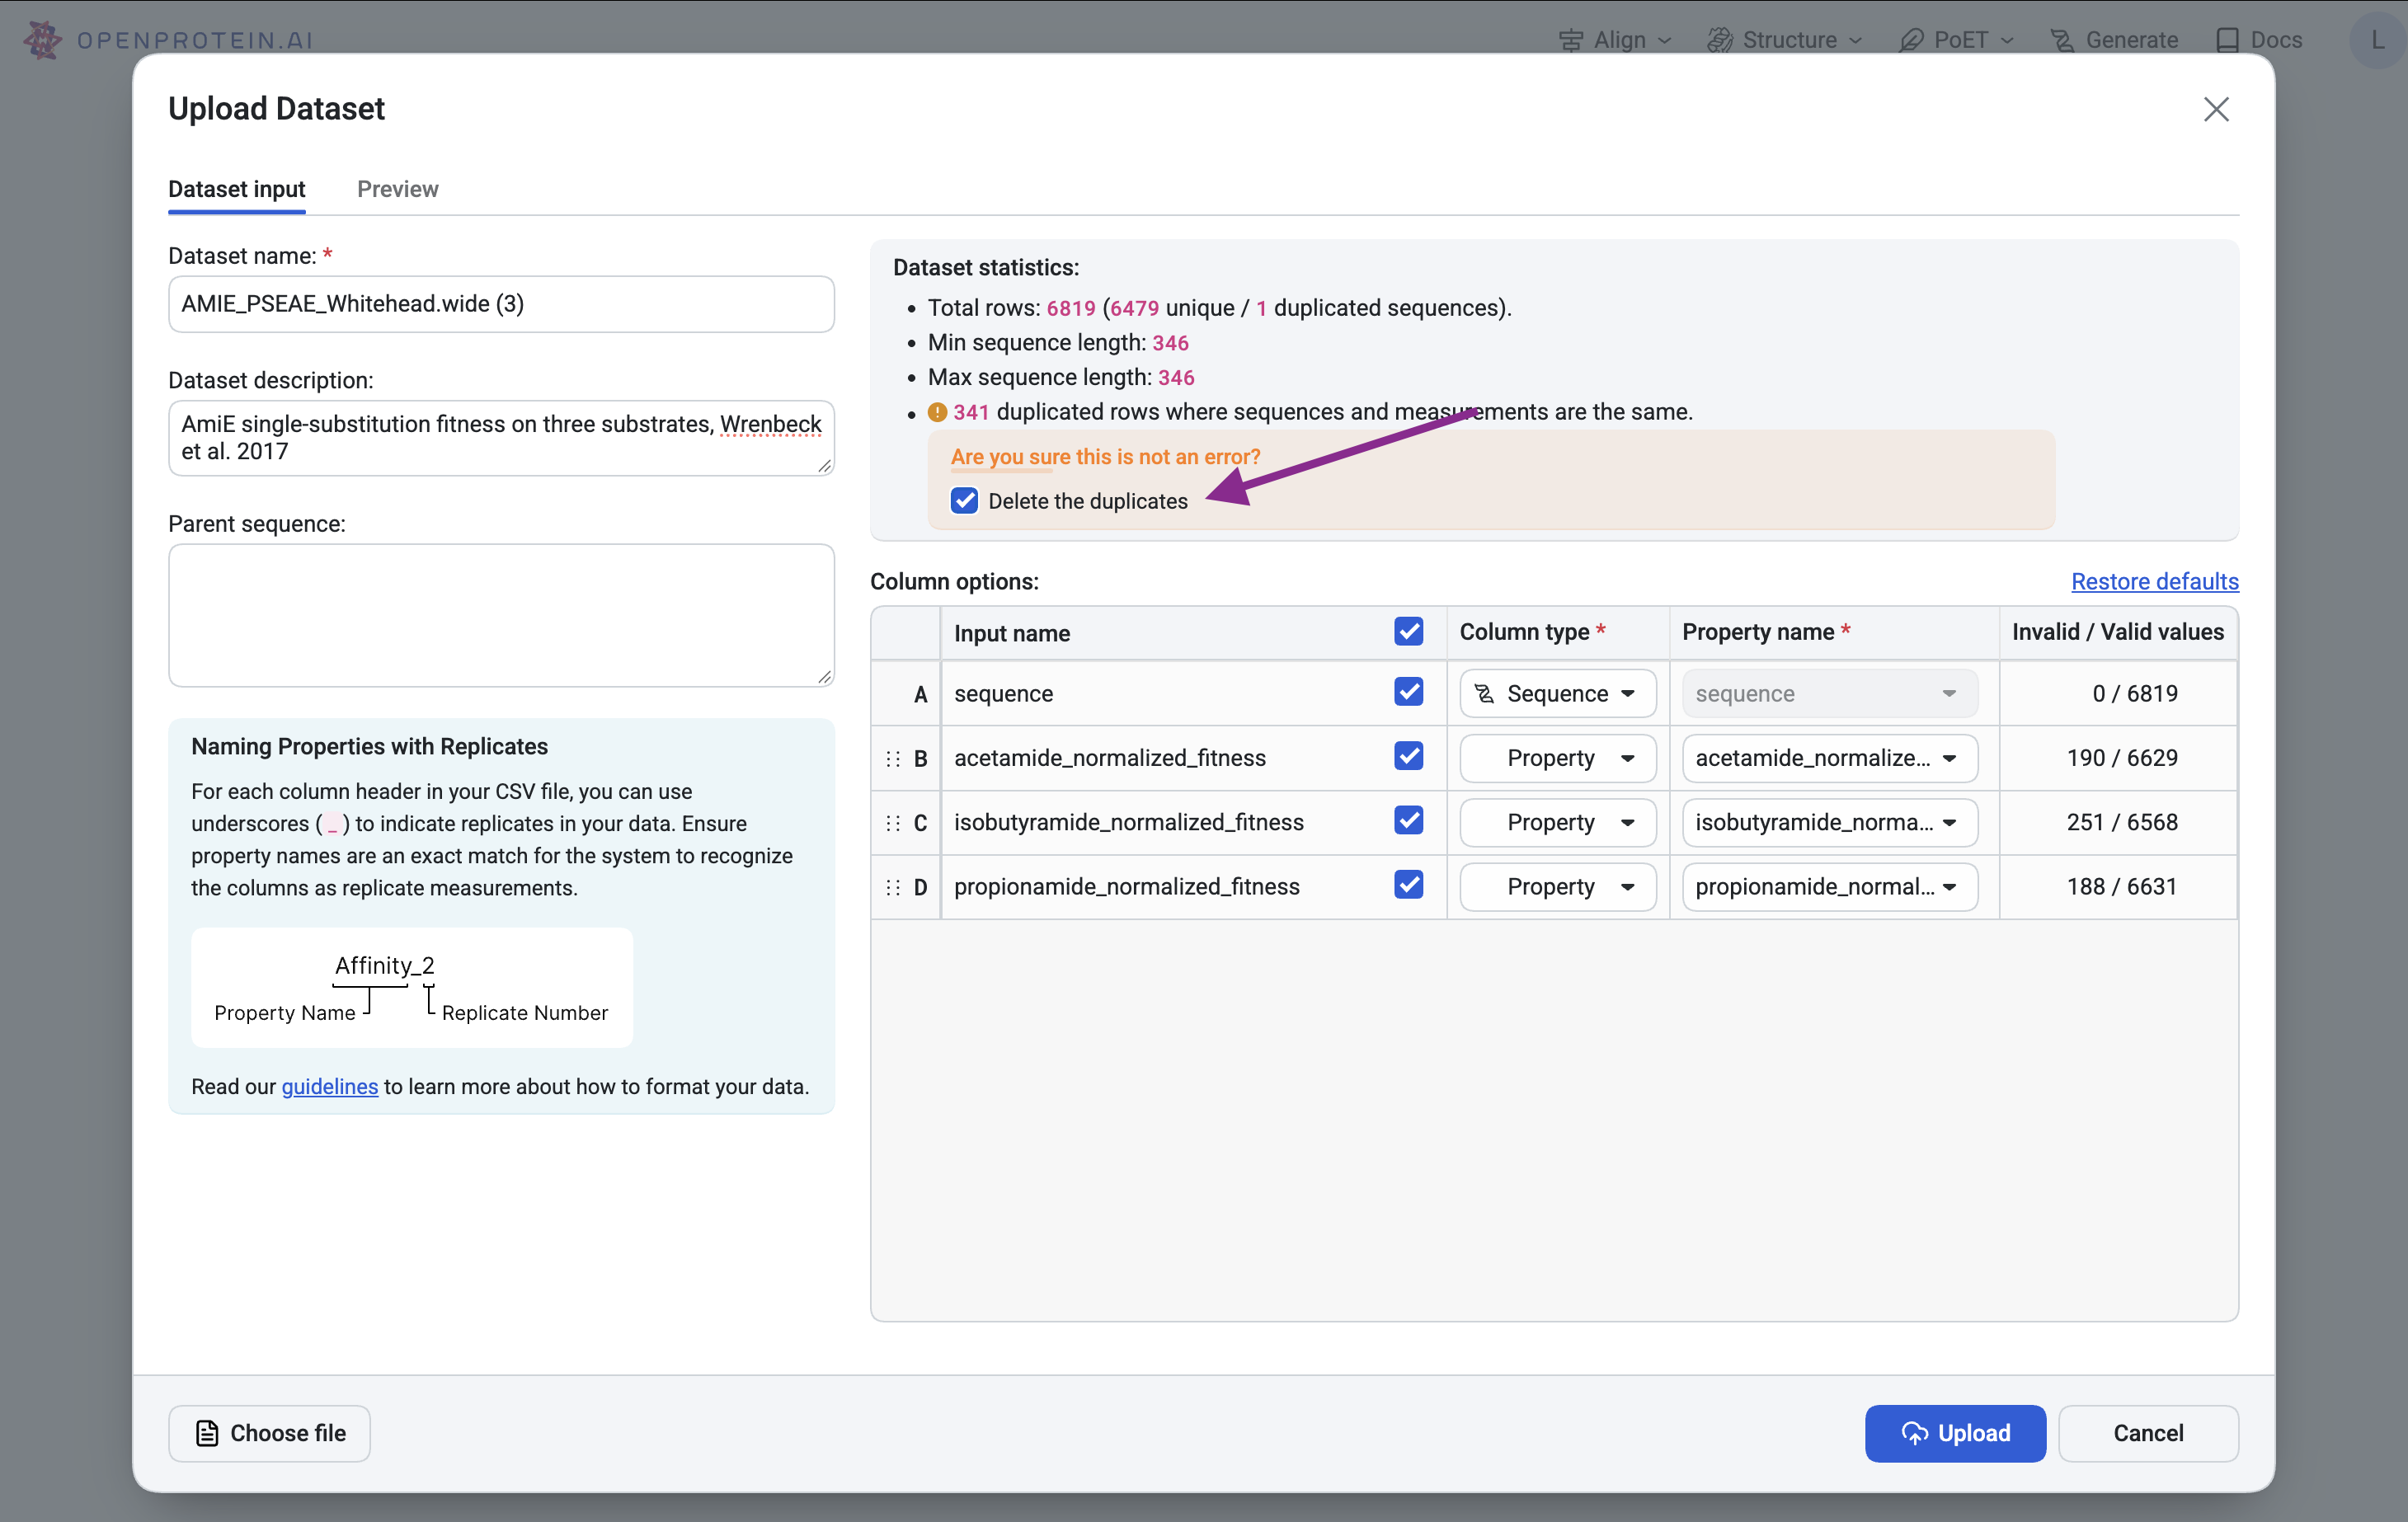 OPENPROTEIN.AI
Align
Structure
PoET
Generate
Docs
L
Upload Dataset
Dataset input
Preview
Dataset name: *
AMIE_PSEAE_Whitehead.wide (3)
Dataset description:
AmiE single-substitution fitness on three substrates, Wrenbeck
et al. 2017
Parent sequence:
Naming Properties with Replicates
For each column header in your CSV file, you can use
underscores ( _ ) to indicate replicates in your data. Ensure
property names are an exact match for the system to recognize
the columns as replicate measurements.
Affinity_2
Property Name
Replicate Number
Read our guidelines to learn more about how to format your data.
Dataset statistics:
• Total rows: 6819 (6479 unique / 1 duplicated sequences).
• Min sequence length: 346
• Max sequence length: 346
• 341 duplicated rows where sequences and measurements are the same.
Are you sure this is not an error?
Delete the duplicates
Column options:
Restore defaults
Input name Column type * Property name * Invalid / Valid values
A sequence Sequence sequence 0 / 6819
B acetamide_normalized_fitness Property acetamide_normalize... 190 / 6629
C isobutyramide_normalized_fitness Property isobutyramide_norma... 251 / 6568
D propionamide_normalized_fitness Property propionamide_normal... 188 / 6631
Choose file
Upload
Cancel